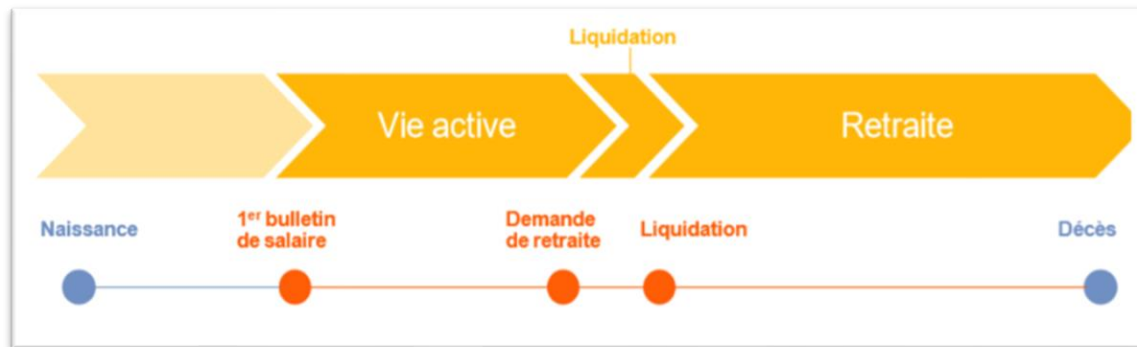 Liquidation
Vie active
Retraite
Naissance
1er bulletin
de salaire
Demande
de retraite
Liquidation
Décès